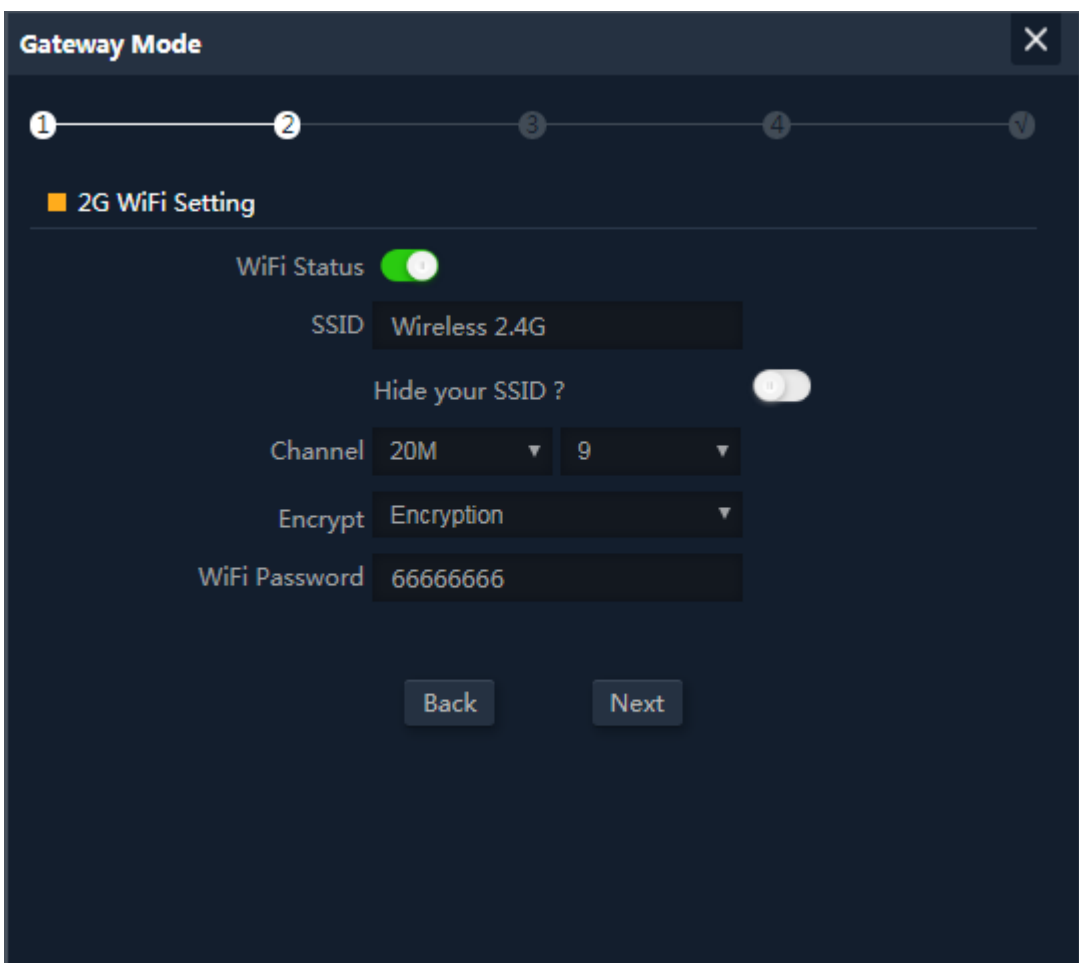 Gateway Mode
1 2 3 4 √
2G WiFi Setting
WiFi Status
SSID Wireless 2.4G
Hide your SSID ?
Channel 20M 9
Encrypt Encryption
WiFi Password 66666666
Back Next